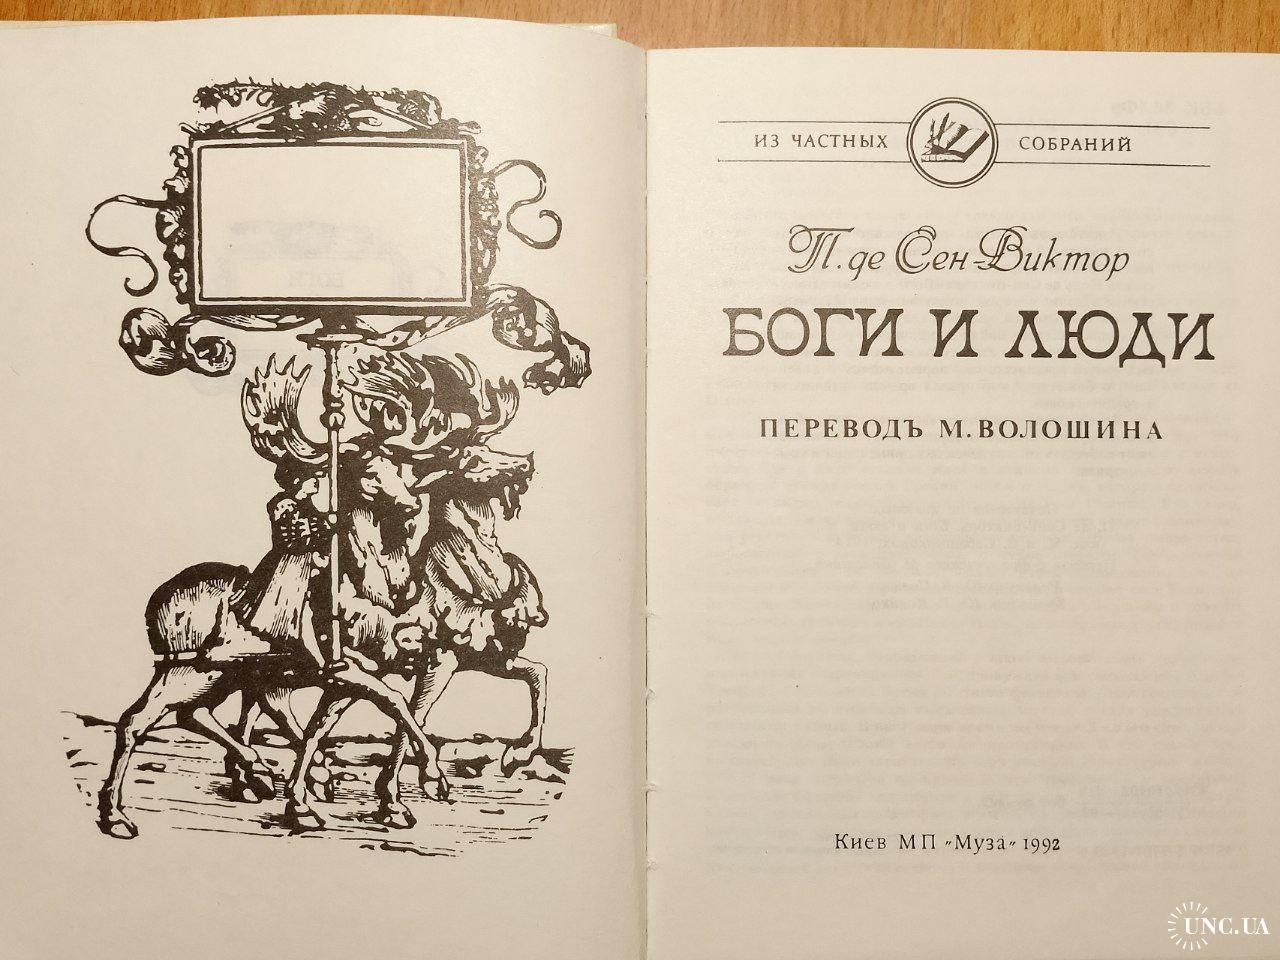 ИЗ ЧАСТНЫХ СОБРАНИЙ
П. де Сен-Виктор
БОГИ И ЛЮДИ
ПЕРЕВОДЪ М. ВОЛОШИНА
Киев МП "Муза" 1992
UNC.UA